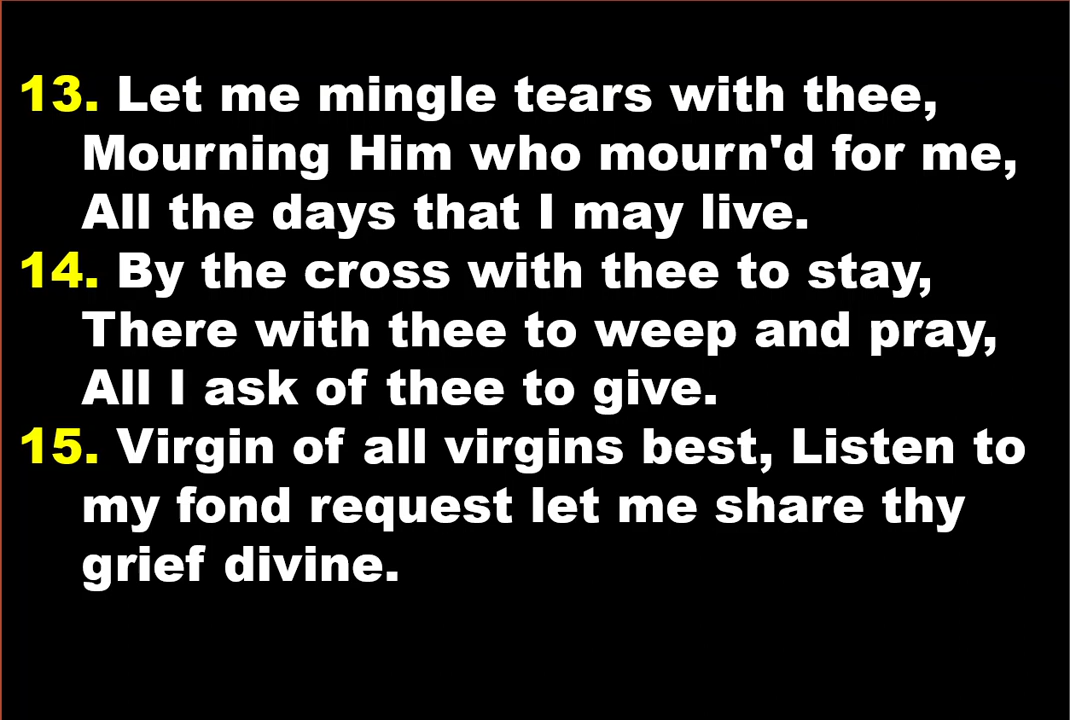 13. Let me mingle tears with thee,
Mourning Him who mourn'd for me,
All the days that I may live.
14. By the cross with thee to stay,
There with thee to weep and pray,
All I ask of thee to give.
15. Virgin of all virgins best, Listen to
my fond request let me share thy
grief divine.